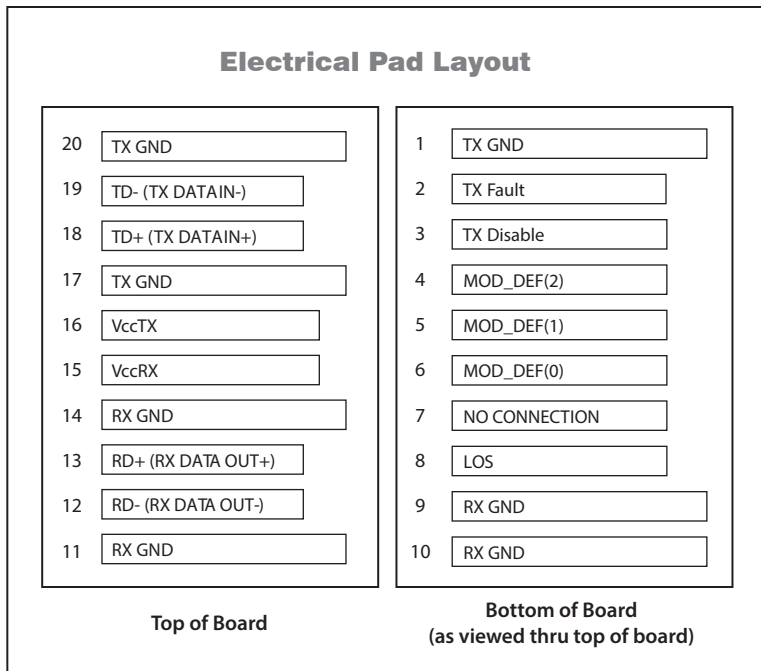 Electrical Pad Layout
20 TX GND
19 TD- (TX DATAIN-)
18 TD+ (TX DATAIN+)
17 TX GND
16 VccTX
15 VccRX
14 RX GND
13 RD+ (RX DATA OUT+)
12 RD- (RX DATA OUT-)
11 RX GND
Top of Board
1 TX GND
2 TX Fault
3 TX Disable
4 MOD_DEF(2)
5 MOD_DEF(1)
6 MOD_DEF(0)
7 NO CONNECTION
8 LOS
9 RX GND
10 RX GND
Bottom of Board
(as viewed thru top of board)